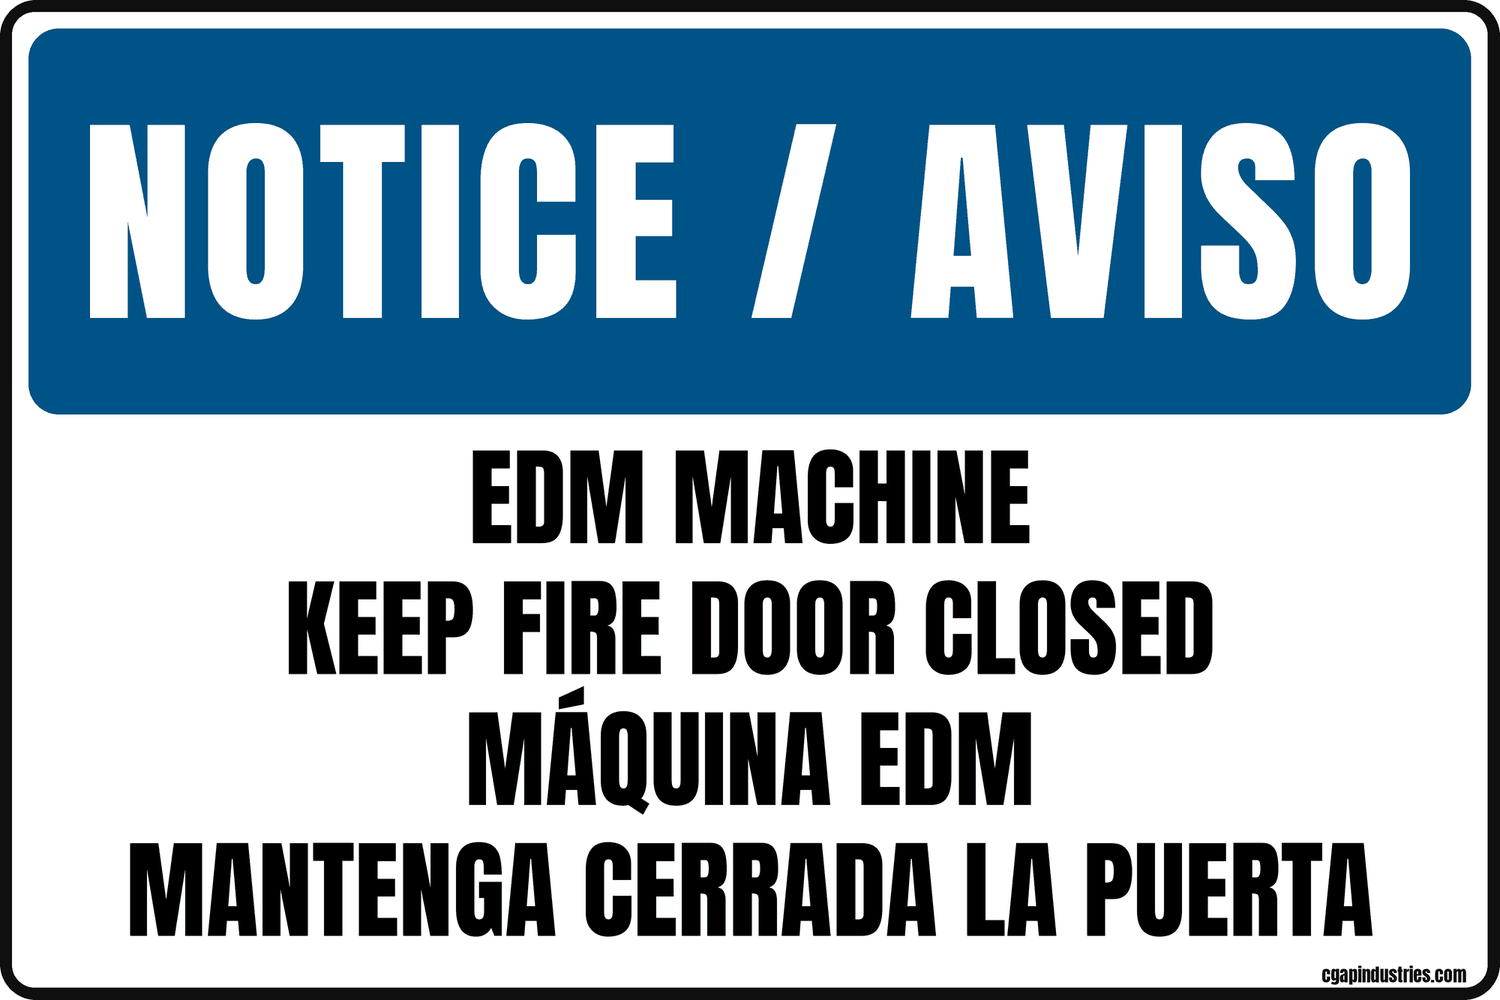 NOTICE / AVISO
EDM MACHINE
KEEP FIRE DOOR CLOSED
MÁQUINA EDM
MANTENGA CERRADA LA PUERTA
cgapindustries.com